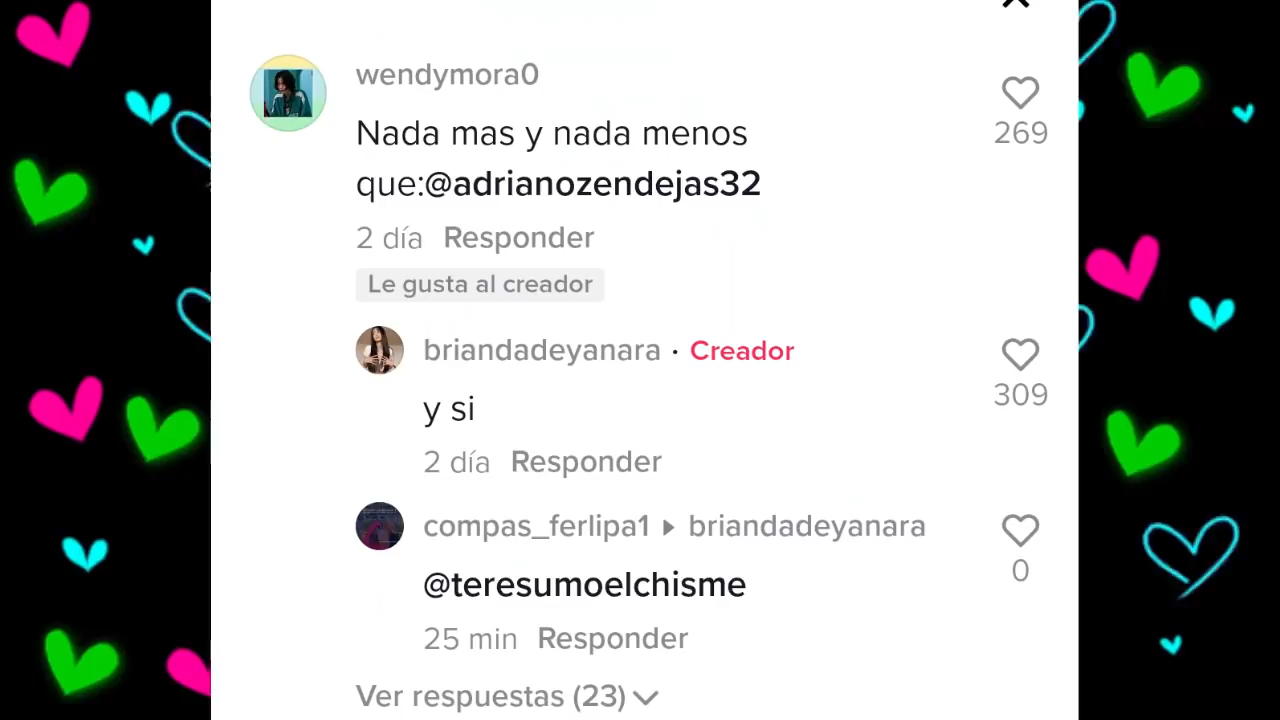 wendymora0
269
Nada mas y nada menos
que:@adrianozendejas32
2 día Responder
Le gusta al creador
briandadeyanara · Creador
309
y si
2 día Responder
compas_ferlipa1 ▸ briandadeyanara
0
@teresumoelchisme
25 min Responder
Ver respuestas (23)